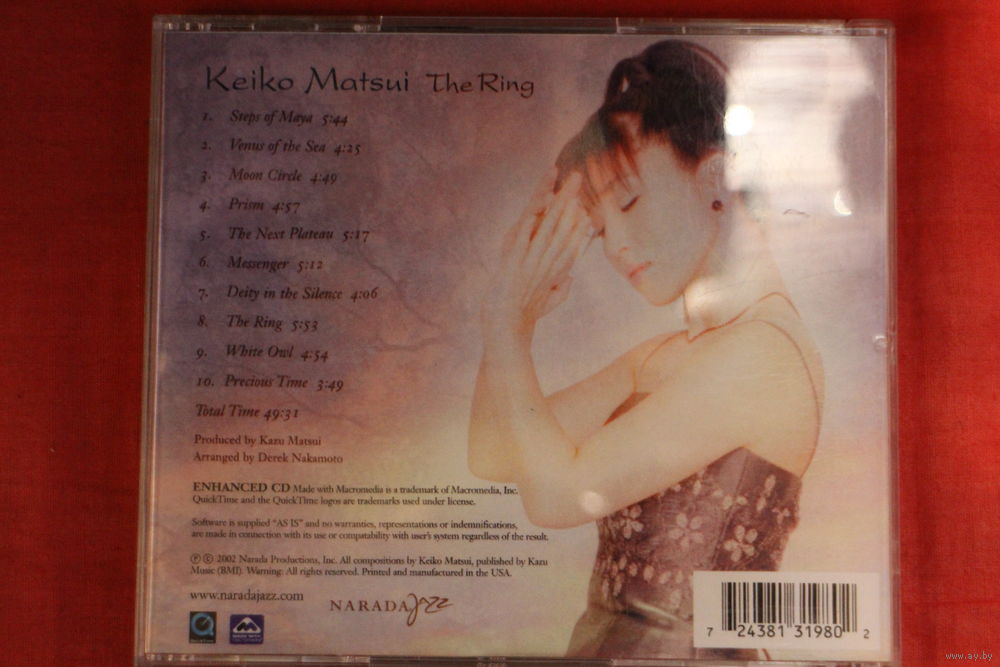 Keiko Matsui The Ring
1. Steps of Maya 5:44
2. Venus of the Sea 4:25
3. Moon Circle 4:49
4. Prism 4:57
5. The Next Plateau 5:17
6. Messenger 5:12
7. Deity in the Silence 4:06
8. The Ring 5:53
9. White Owl 4:54
10. Precious Time 3:49
Total Time 49:31
Produced by Kazu Matsui
Arranged by Derek Nakamoto
ENHANCED CD Made with Macromedia is a trademark of Macromedia, Inc.
QuickTime and the QuickTime logos are trademarks used under license.
Software is supplied "AS IS" and no warranties, representations or indemnifications,
are made in connection with its use or compatability with user's system regardless of the result.
℗ © 2002 Narada Productions, Inc. All compositions by Keiko Matsui, published by Kazu
Music (BMI). Warning: All rights reserved. Printed and manufactured in the USA.
www.naradajazz.com
NARADA Jazz
7 24381 31980 2
www.ay.by